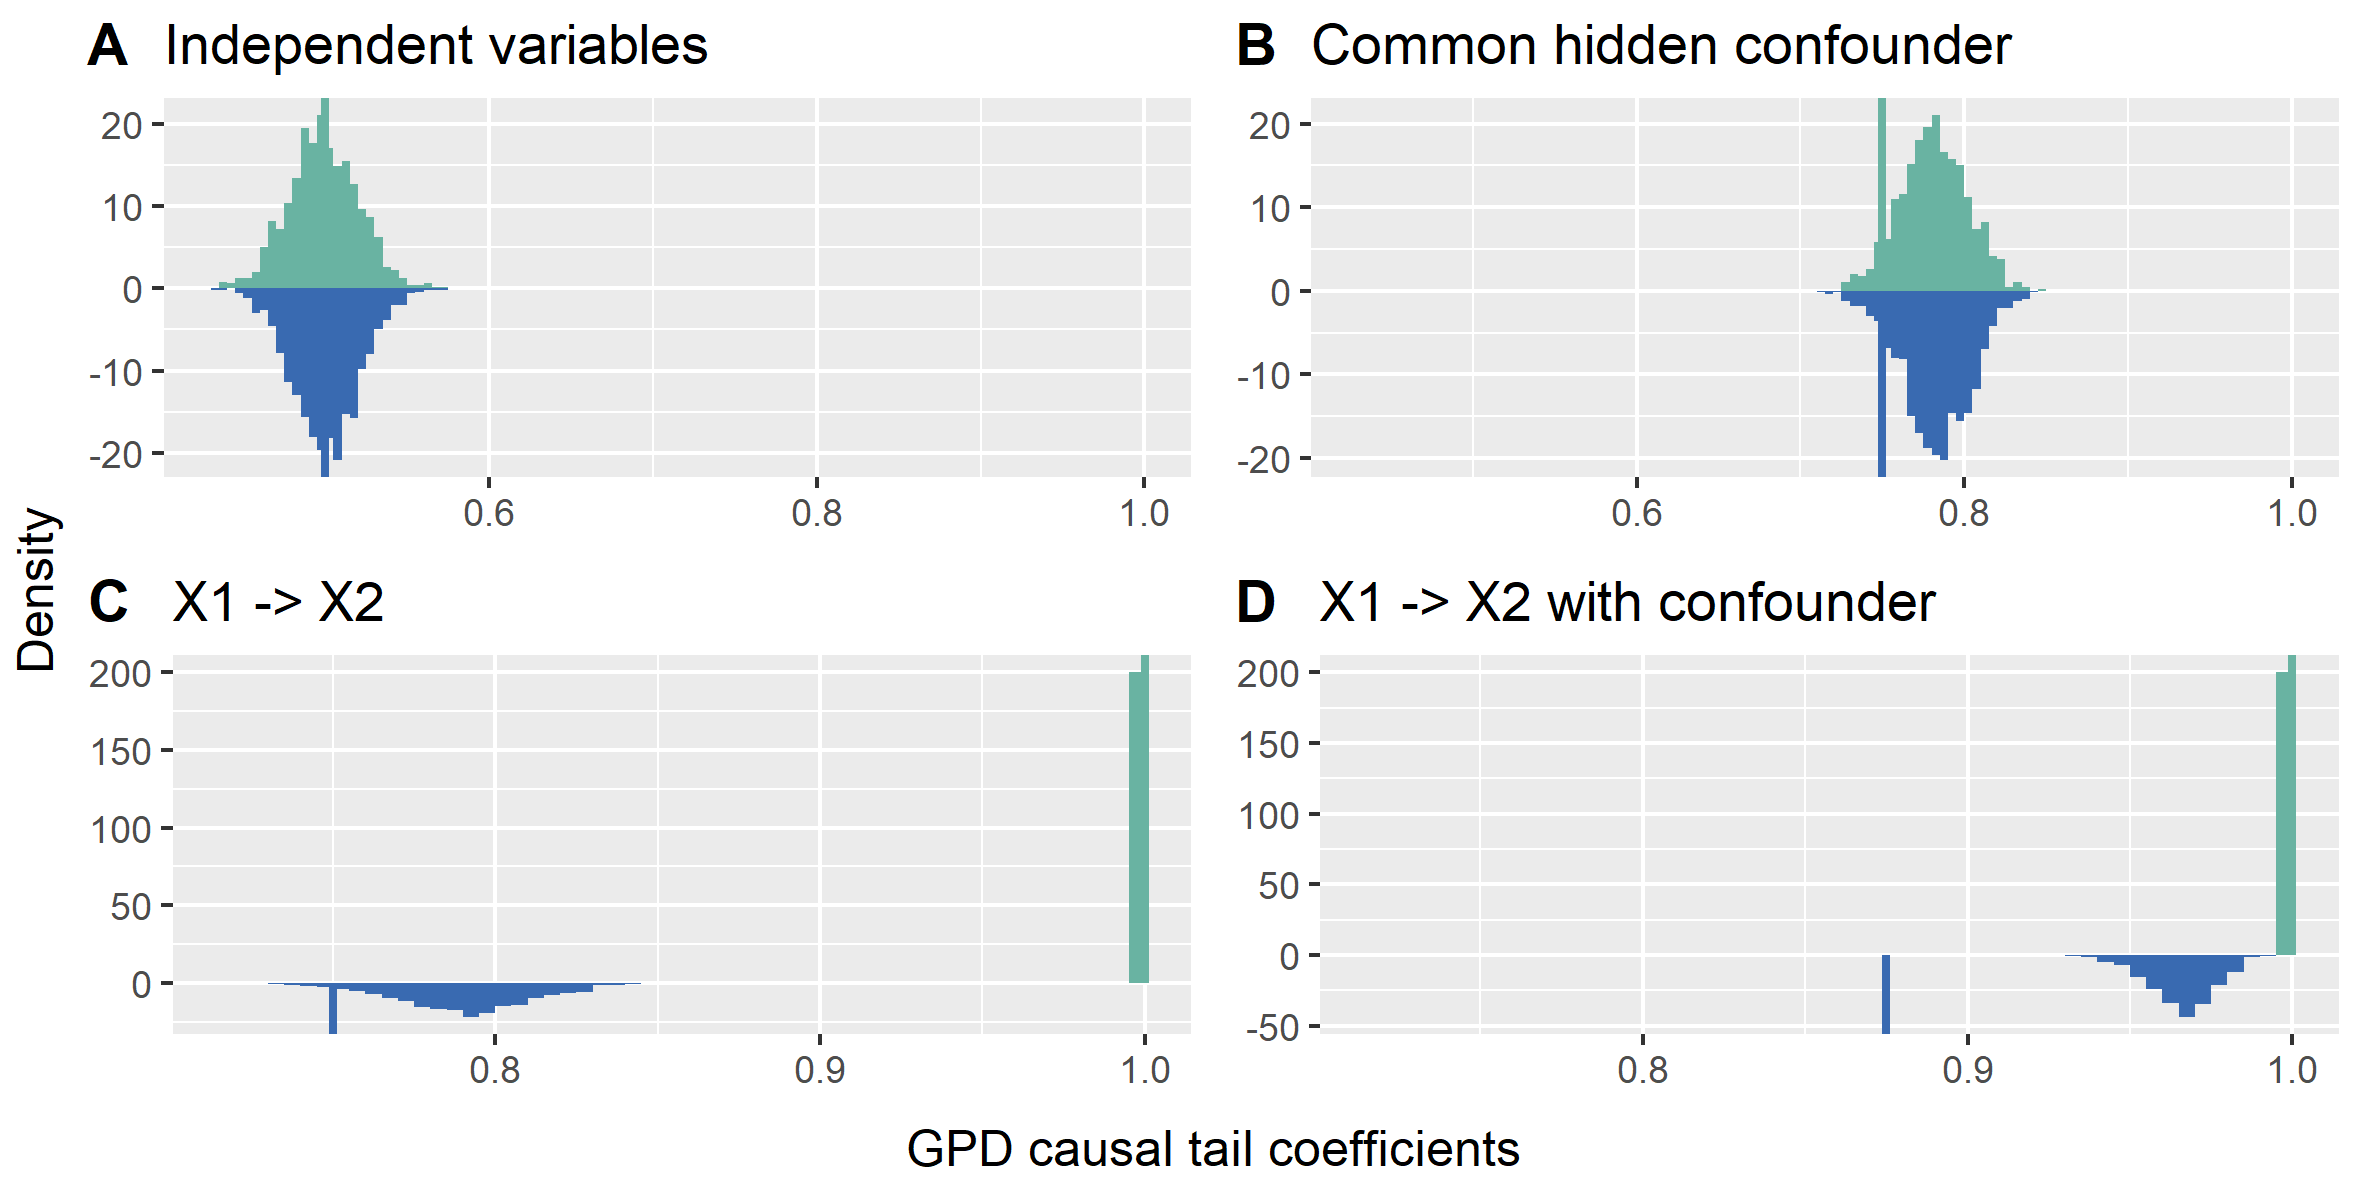 A Independent variables
20
10
0
-10
-20
0.6 0.8 1.0
B Common hidden confounder
20
10
0
-10
-20
0.6 0.8 1.0
Density
C X1 -> X2
200
150
100
50
0
0.8 0.9 1.0
D X1 -> X2 with confounder
200
150
100
50
0
-50
0.8 0.9 1.0
GPD causal tail coefficients